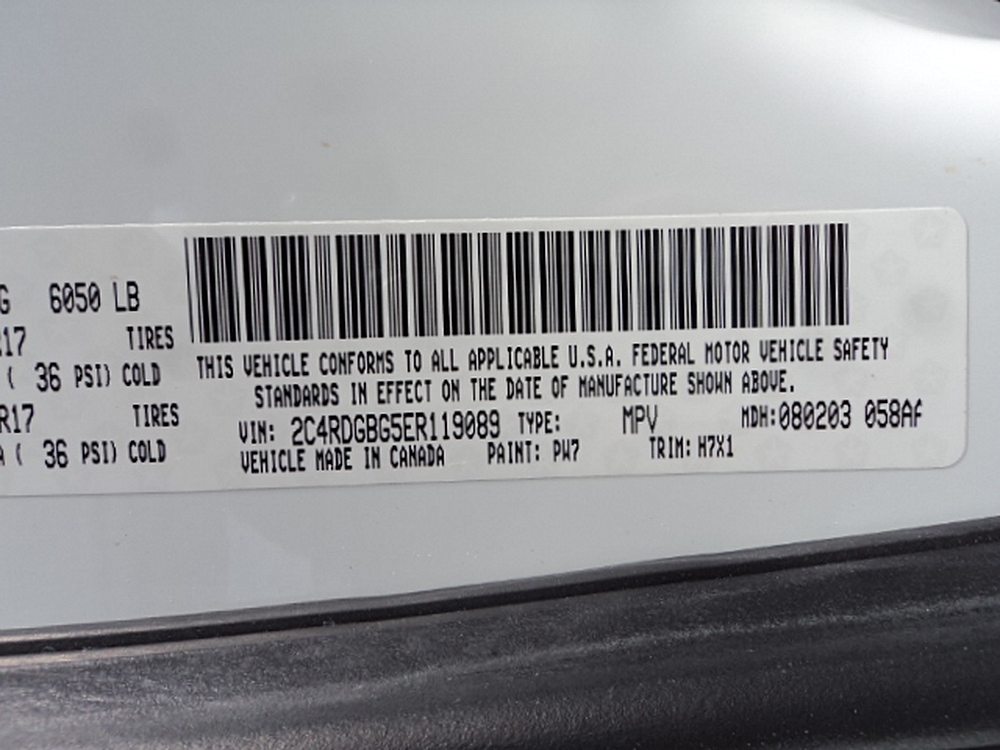 G 6050 LB
R17 TIRES
( 36 PSI) COLD
R17 TIRES
A ( 36 PSI) COLD
THIS VEHICLE CONFORMS TO ALL APPLICABLE U.S.A. FEDERAL MOTOR VEHICLE SAFETY
STANDARDS IN EFFECT ON THE DATE OF MANUFACTURE SHOWN ABOVE.
VIN: 2C4RDGBG5ER119089 TYPE: MPV MDH:080203 058AA
VEHICLE MADE IN CANADA PAINT: PW7 TRIM: H7X1